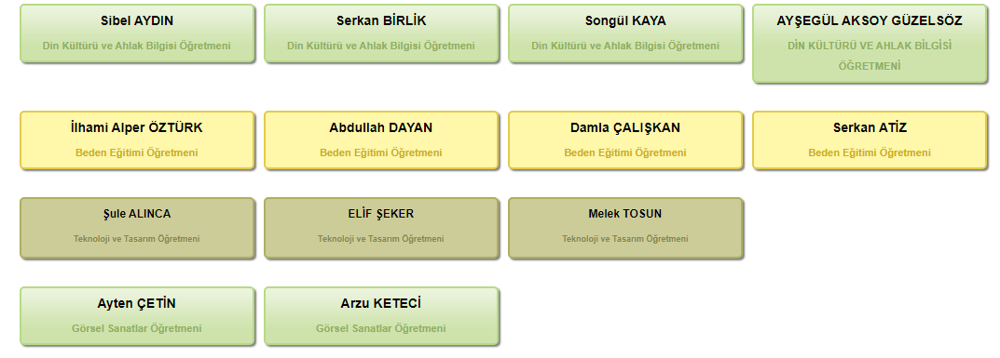 Sibel AYDIN
Din Kültürü ve Ahlak Bilgisi Öğretmeni
Serkan BİRLİK
Din Kültürü ve Ahlak Bilgisi Öğretmeni
Songül KAYA
Din Kültürü ve Ahlak Bilgisi Öğretmeni
AYŞEGÜL AKSOY GÜZELSÖZ
DİN KÜLTÜRÜ VE AHLAK BİLGİSİ
ÖĞRETMENİ
İlhami Alper ÖZTÜRK
Beden Eğitimi Öğretmeni
Abdullah DAYAN
Beden Eğitimi Öğretmeni
Damla ÇALIŞKAN
Beden Eğitimi Öğretmeni
Serkan ATİZ
Beden Eğitimi Öğretmeni
Şule ALINCA
Teknoloji ve Tasarım Öğretmeni
ELİF ŞEKER
Teknoloji ve Tasarım Öğretmeni
Melek TOSUN
Teknoloji ve Tasarım Öğretmeni
Ayten ÇETİN
Görsel Sanatlar Öğretmeni
Arzu KETECİ
Görsel Sanatlar Öğretmeni